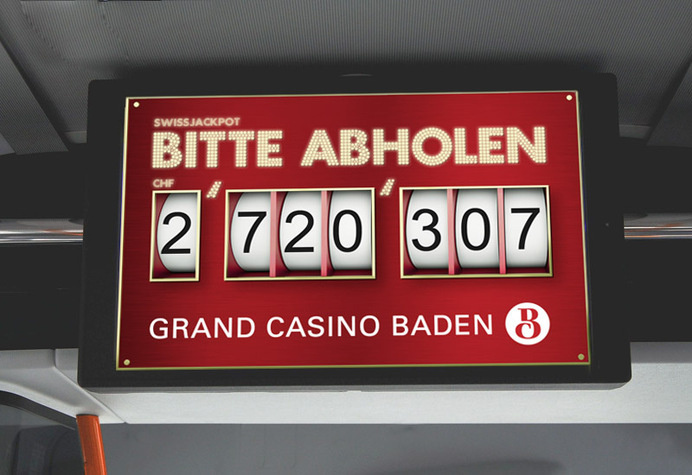 SWISSJACKPOT
BITTE ABHOLEN
CHF
2'720'307
GRAND CASINO BADEN B